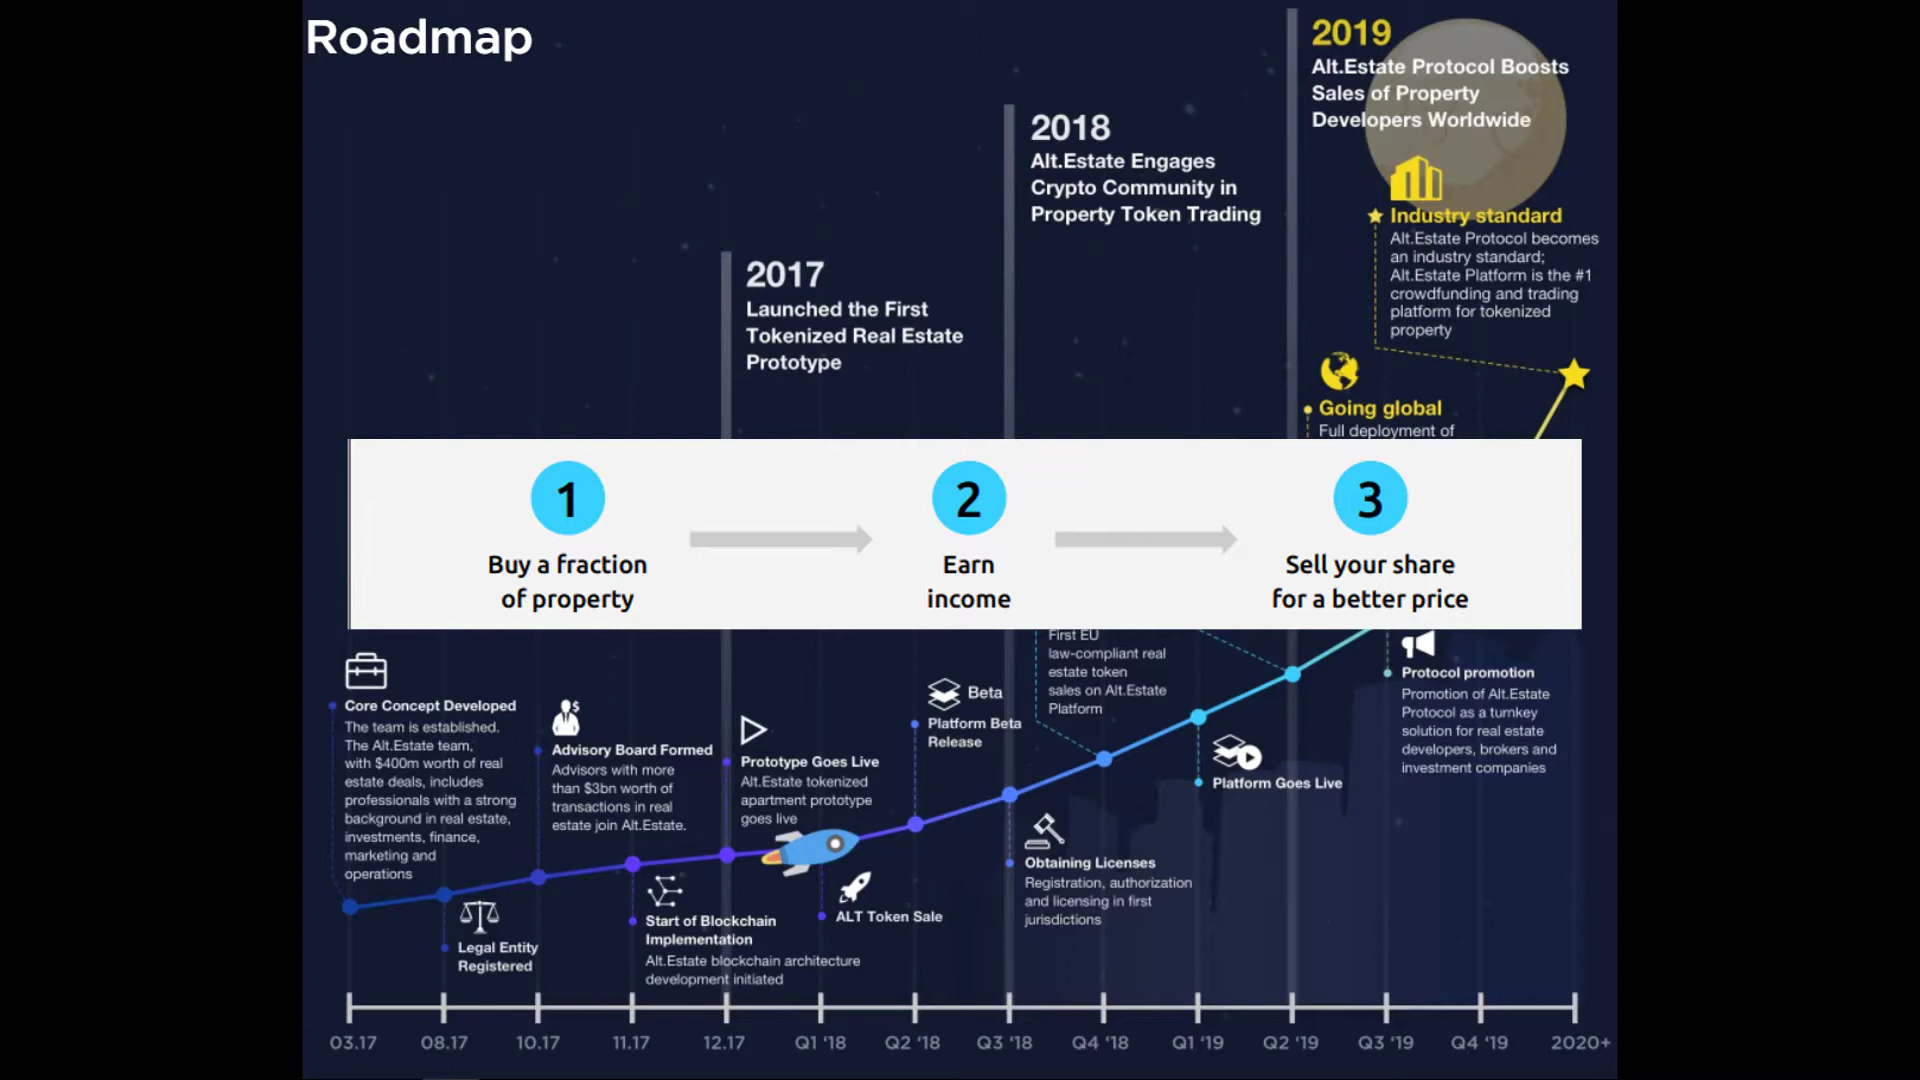 Roadmap
2019
Alt.Estate Protocol Boosts
Sales of Property
Developers Worldwide
2018
Alt.Estate Engages
Crypto Community in
Property Token Trading
Industry standard
Alt.Estate Protocol becomes
an industry standard;
Alt.Estate Platform is the #1
crowdfunding and trading
platform for tokenized
property
2017
Launched the First
Tokenized Real Estate
Prototype
Going global
Full deployment of
1
Buy a fraction
of property
2
Earn
income
3
Sell your share
for a better price
First EU
law-compliant real
estate token
sales on Alt.Estate
Platform
Protocol promotion
Promotion of Alt.Estate
Protocol as a turnkey
solution for real estate
developers, brokers and
investment companies
Core Concept Developed
The team is established.
The Alt.Estate team,
with $400m worth of real
estate deals, includes
professionals with a strong
background in real estate,
investments, finance,
marketing and
operations
Advisory Board Formed
Advisors with more
than $3bn worth of
transactions in real
estate join Alt.Estate.
Prototype Goes Live
Alt.Estate tokenized
apartment prototype
goes live
Beta
Platform Beta
Release
Platform Goes Live
Obtaining Licenses
Registration, authorization
and licensing in first
jurisdictions
Legal Entity
Registered
Start of Blockchain
Implementation
Alt.Estate blockchain architecture
development initiated
ALT Token Sale
03.17 08.17 10.17 11.17 12.17 Q1 '18 Q2 '18 Q3 '18 Q4 '18 Q1 '19 Q2 '19 Q3 '19 Q4 '19 2020+